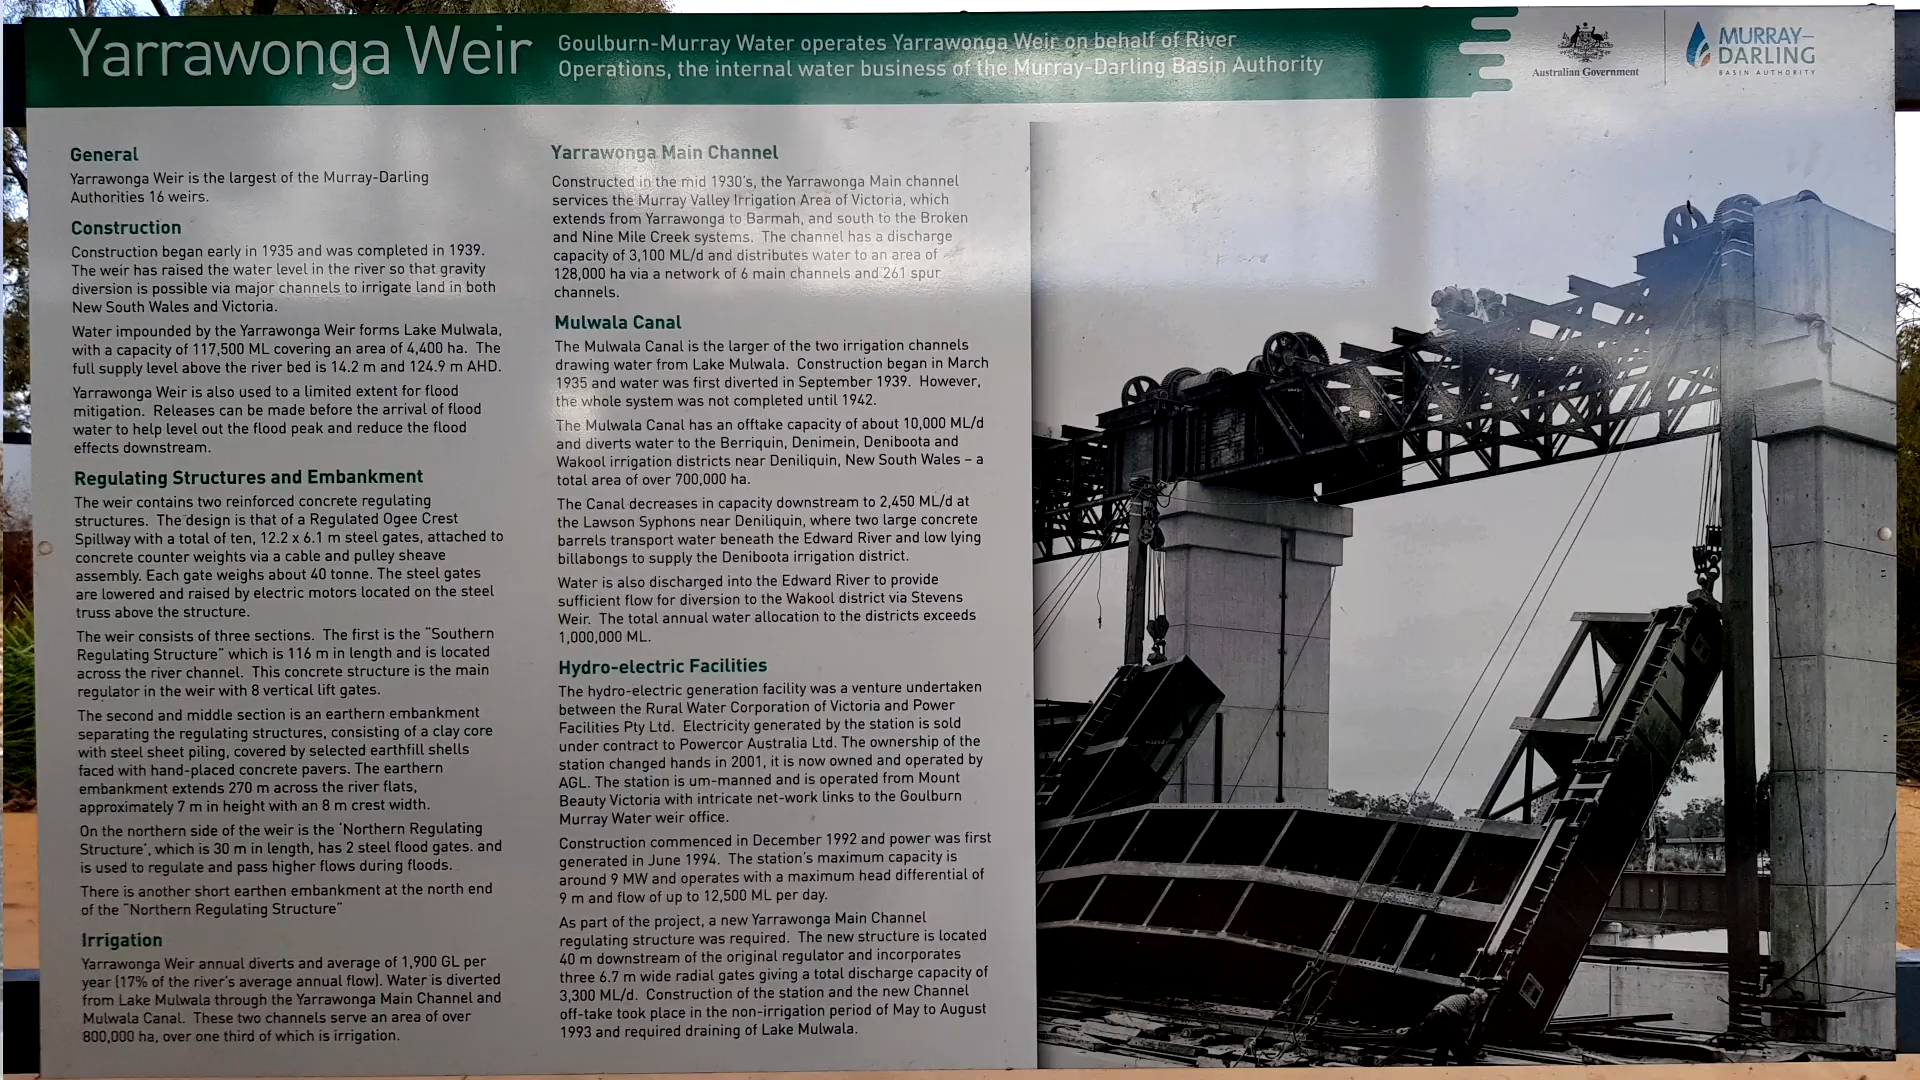 Yarrawonga Weir
Goulburn-Murray Water operates Yarrawonga Weir on behalf of River
Operations, the internal water business of the Murray-Darling Basin Authority
Australian Government
MURRAY–
DARLING
BASIN AUTHORITY
General
Yarrawonga Weir is the largest of the Murray-Darling
Authorities 16 weirs.
Construction
Construction began early in 1935 and was completed in 1939.
The weir has raised the water level in the river so that gravity
diversion is possible via major channels to irrigate land in both
New South Wales and Victoria.
Water impounded by the Yarrawonga Weir forms Lake Mulwala,
with a capacity of 117,500 ML covering an area of 4,400 ha. The
full supply level above the river bed is 14.2 m and 124.9 m AHD.
Yarrawonga Weir is also used to a limited extent for flood
mitigation. Releases can be made before the arrival of flood
water to help level out the flood peak and reduce the flood
effects downstream.
Regulating Structures and Embankment
The weir contains two reinforced concrete regulating
structures. The design is that of a Regulated Ogee Crest
Spillway with a total of ten, 12.2 x 6.1 m steel gates, attached to
concrete counter weights via a cable and pulley sheave
assembly. Each gate weighs about 40 tonne. The steel gates
are lowered and raised by electric motors located on the steel
truss above the structure.
The weir consists of three sections. The first is the "Southern
Regulating Structure" which is 116 m in length and is located
across the river channel. This concrete structure is the main
regulator in the weir with 8 vertical lift gates.
The second and middle section is an earthern embankment
separating the regulating structures, consisting of a clay core
with steel sheet piling, covered by selected earthfill shells
faced with hand-placed concrete pavers. The earthern
embankment extends 270 m across the river flats,
approximately 7 m in height with an 8 m crest width.
On the northern side of the weir is the 'Northern Regulating
Structure', which is 30 m in length, has 2 steel flood gates. and
is used to regulate and pass higher flows during floods.
There is another short earthen embankment at the north end
of the "Northern Regulating Structure"
Irrigation
Yarrawonga Weir annual diverts and average of 1,900 GL per
year (17% of the river's average annual flow). Water is diverted
from Lake Mulwala through the Yarrawonga Main Channel and
Mulwala Canal. These two channels serve an area of over
800,000 ha, over one third of which is irrigation.
Yarrawonga Main Channel
Constructed in the mid 1930's, the Yarrawonga Main channel
services the Murray Valley Irrigation Area of Victoria, which
extends from Yarrawonga to Barmah, and south to the Broken
and Nine Mile Creek systems. The channel has a discharge
capacity of 3,100 ML/d and distributes water to an area of
128,000 ha via a network of 6 main channels and 261 spur
channels.
Mulwala Canal
The Mulwala Canal is the larger of the two irrigation channels
drawing water from Lake Mulwala. Construction began in March
1935 and water was first diverted in September 1939. However,
the whole system was not completed until 1942.
The Mulwala Canal has an offtake capacity of about 10,000 ML/d
and diverts water to the Berriquin, Denimein, Deniboota and
Wakool irrigation districts near Deniliquin, New South Wales – a
total area of over 700,000 ha.
The Canal decreases in capacity downstream to 2,450 ML/d at
the Lawson Syphons near Deniliquin, where two large concrete
barrels transport water beneath the Edward River and low lying
billabongs to supply the Deniboota irrigation district.
Water is also discharged into the Edward River to provide
sufficient flow for diversion to the Wakool district via Stevens
Weir. The total annual water allocation to the districts exceeds
1,000,000 ML.
Hydro-electric Facilities
The hydro-electric generation facility was a venture undertaken
between the Rural Water Corporation of Victoria and Power
Facilities Pty Ltd. Electricity generated by the station is sold
under contract to Powercor Australia Ltd. The ownership of the
station changed hands in 2001, it is now owned and operated by
AGL. The station is um-manned and is operated from Mount
Beauty Victoria with intricate net-work links to the Goulburn
Murray Water weir office.
Construction commenced in December 1992 and power was first
generated in June 1994. The station's maximum capacity is
around 9 MW and operates with a maximum head differential of
9 m and flow of up to 12,500 ML per day.
As part of the project, a new Yarrawonga Main Channel
regulating structure was required. The new structure is located
40 m downstream of the original regulator and incorporates
three 6.7 m wide radial gates giving a total discharge capacity of
3,300 ML/d. Construction of the station and the new Channel
off-take took place in the non-irrigation period of May to August
1993 and required draining of Lake Mulwala.